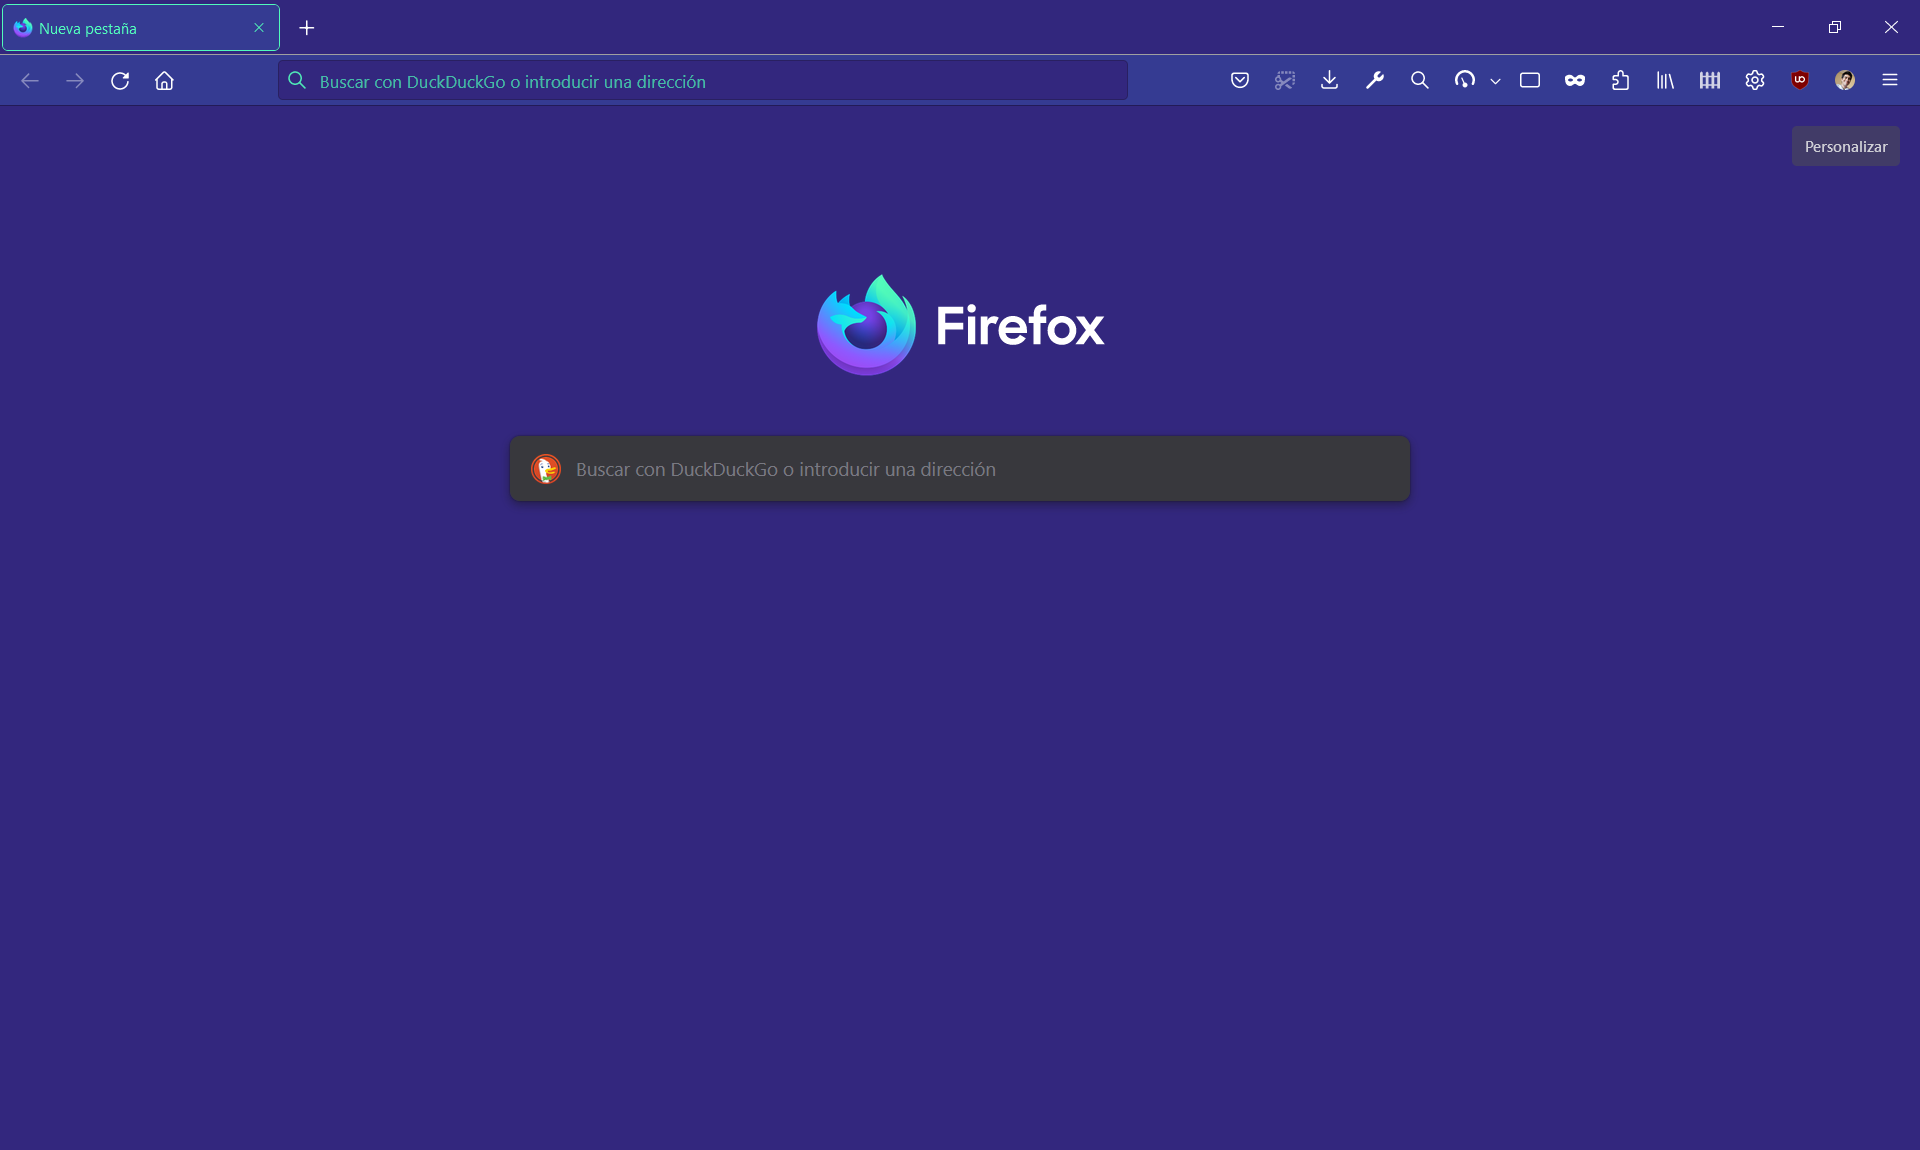 Nueva pestaña
Buscar con DuckDuckGo o introducir una dirección
Personalizar
Firefox
Buscar con DuckDuckGo o introducir una dirección